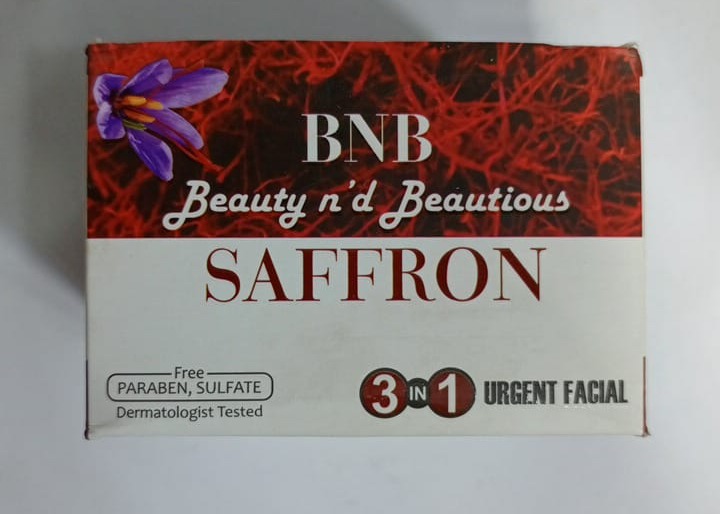 BNB
Beauty n'd Beautious
SAFFRON
Free
PARABEN, SULFATE
Dermatologist Tested
3 IN 1 URGENT FACIAL